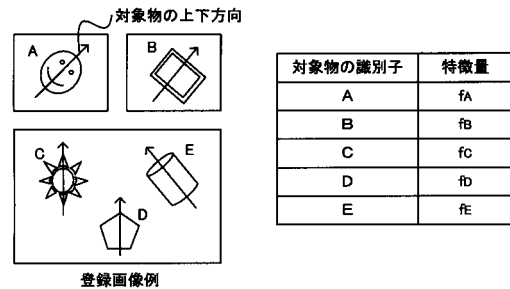 対象物の上下方向
A
B
C
E
D
登録画像例
対象物の識別子 特徴量
A fA
B fB
C fC
D fD
E fE